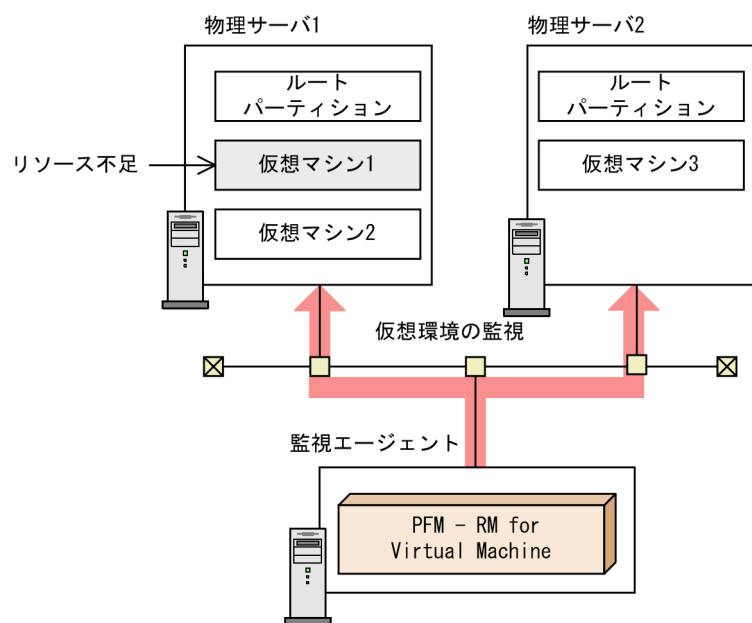 物理サーバ1
物理サーバ2
ルート
パーティション
ルート
パーティション
リソース不足
仮想マシン1
仮想マシン3
仮想マシン2
仮想環境の監視
監視エージェント
PFM - RM for
Virtual Machine